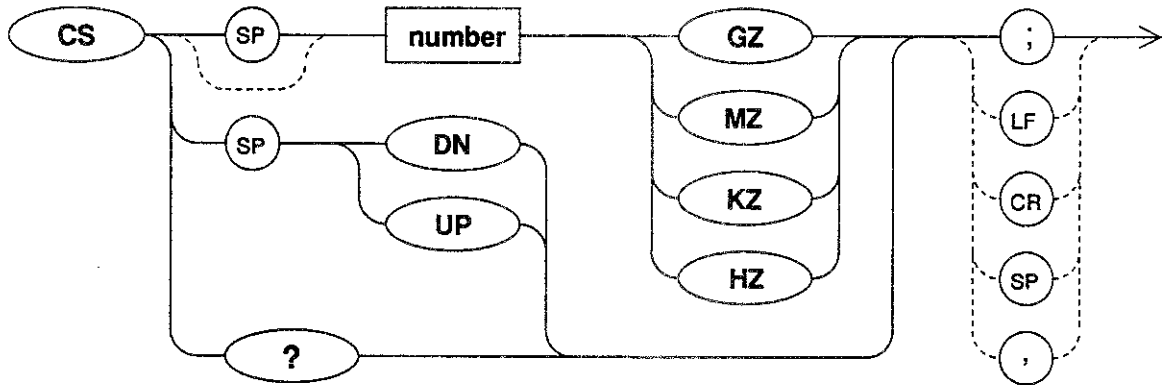 CS SP number GZ ;
MZ LF
SP DN
KZ CR
UP
HZ SP
? ,